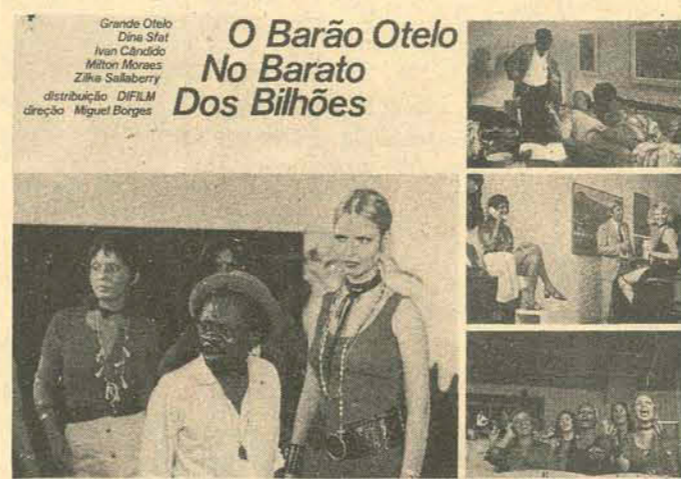 Grande Otelo
Dina Sfat
Ivan Cândido
Milton Moraes
Zilka Sallaberry
distribuição DIFILM
direção Miguel Borges
O Barão Otelo
No Barato
Dos Bilhões